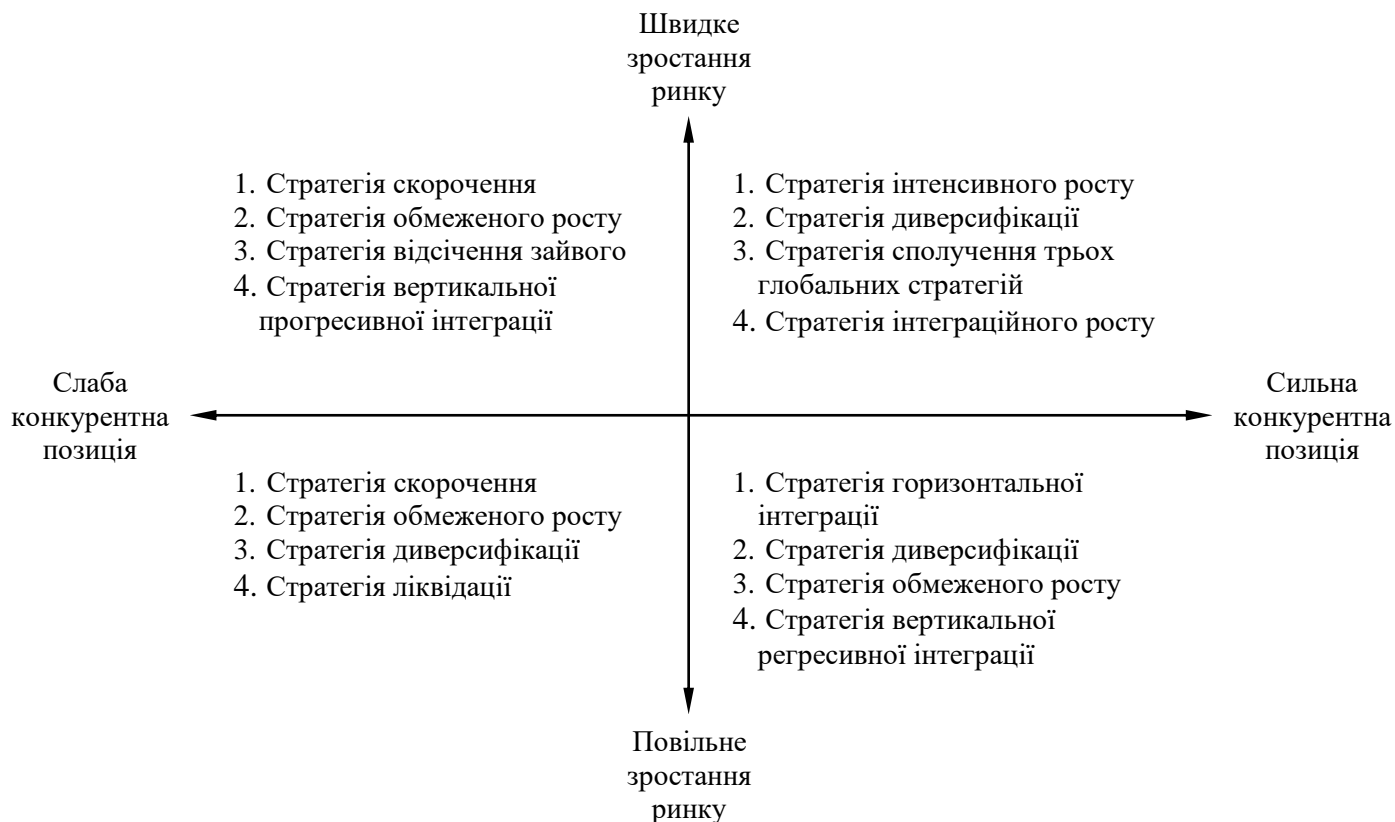 Швидке
зростання
ринку
1. Стратегія скорочення
2. Стратегія обмеженого росту
3. Стратегія відсічення зайвого
4. Стратегія вертикальної
прогресивної інтеграції
1. Стратегія інтенсивного росту
2. Стратегія диверсифікації
3. Стратегія сполучення трьох
глобальних стратегій
4. Стратегія інтеграційного росту
Слаба
конкурентна
позиція
Сильна
конкурентна
позиція
1. Стратегія скорочення
2. Стратегія обмеженого росту
3. Стратегія диверсифікації
4. Стратегія ліквідації
1. Стратегія горизонтальної
інтеграції
2. Стратегія диверсифікації
3. Стратегія обмеженого росту
4. Стратегія вертикальної
регресивної інтеграції
Повільне
зростання
ринку